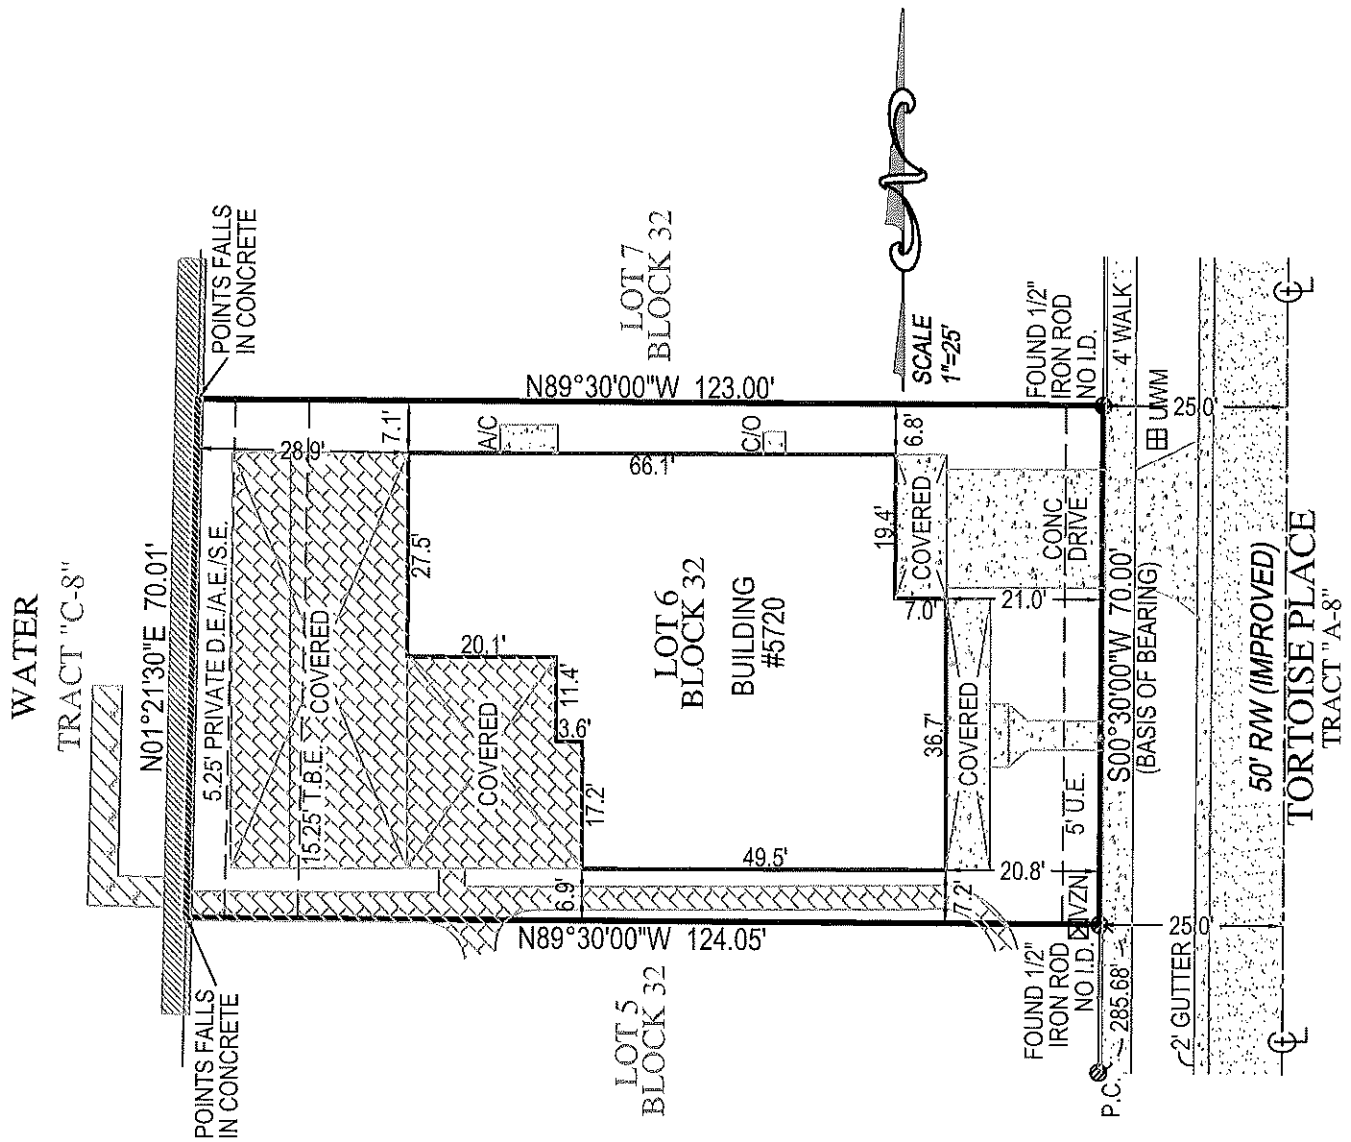 WATER
TRACT "C-8"
N01°21'30"E 70.01'
POINTS FALLS
IN CONCRETE
POINTS FALLS
IN CONCRETE
5.25' PRIVATE D.E./A.E./S.E.
28.9'
7.1'
15.25' T.B.E.
COVERED
27.5'
A/C
N89°30'00"W 123.00'
LOT 7
BLOCK 32
66.1'
C/O
20.1'
11.4'
3.6'
COVERED
17.2'
6.9'
LOT 6
BLOCK 32
BUILDING
#5720
49.5'
N89°30'00"W 124.05'
LOT 5
BLOCK 32
SCALE
1"=25'
6.8'
19.4'
COVERED
7.0'
36.7'
COVERED
21.0'
CONC
DRIVE
20.8'
7.2'
5' U.E.
VZN
FOUND 1/2"
IRON ROD
NO I.D.
FOUND 1/2"
IRON ROD
NO I.D.
4' WALK
UWM
S00°30'00"W 70.00'
(BASIS OF BEARING)
25.0'
25.0'
P.C.
285.68'
2' GUTTER
50' R/W (IMPROVED)
TORTOISE PLACE
TRACT "A-8"
CL
CL